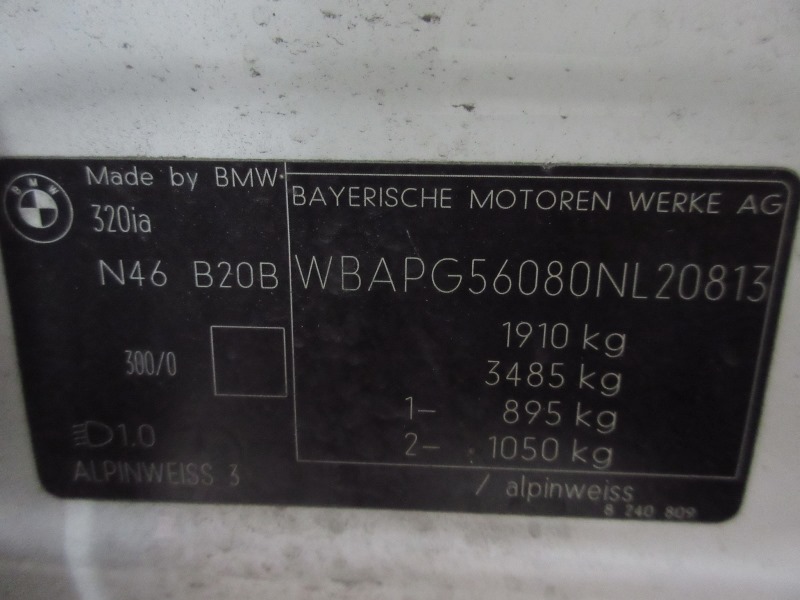 BMW
Made by BMW
320ia
N46 B20B
300/0
1.0
ALPINWEISS 3
BAYERISCHE MOTOREN WERKE AG
WBAPG56080NL20813
1910 kg
3485 kg
1- 895 kg
2- 1050 kg
/ alpinweiss
8 240 809